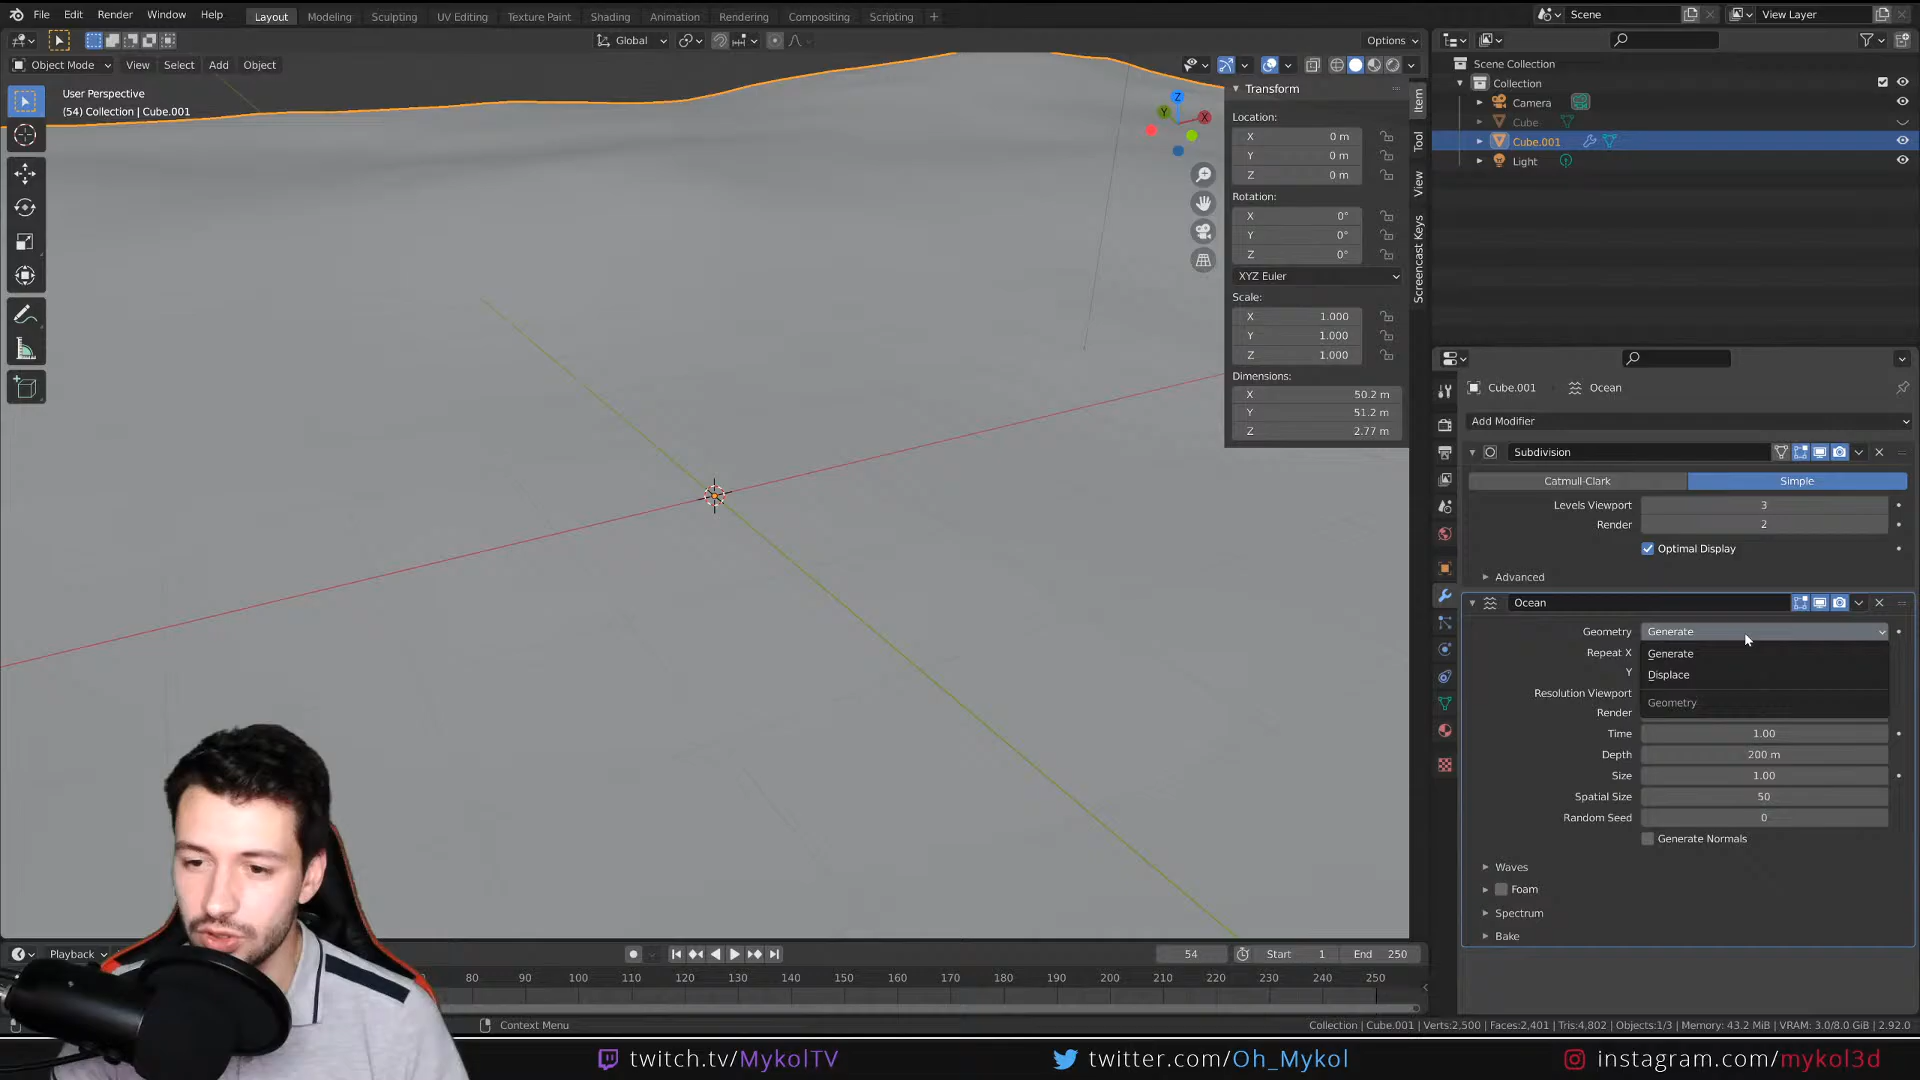 File Edit Render Window Help Layout Modeling Sculpting UV Editing Texture Paint Shading Animation Rendering Compositing Scripting + Scene View Layer
Global Options
Object Mode View Select Add Object
User Perspective
(54) Collection | Cube.001
Z
Y
X
Transform
Location:
X 0 m
Y 0 m
Z 0 m
Rotation:
X 0°
Y 0°
Z 0°
XYZ Euler
Scale:
X 1.000
Y 1.000
Z 1.000
Dimensions:
X 50.2 m
Y 51.2 m
Z 2.77 m
Item
Tool
View
Screencast Keys
Scene Collection
Collection
Camera
Cube
Cube.001
Light
Cube.001 Ocean
Add Modifier
Subdivision
Catmull-Clark Simple
Levels Viewport 3
Render 2
Optimal Display
Advanced
Ocean
Geometry Generate
Repeat X Generate
Y Displace
Resolution Viewport Geometry
Render
Time 1.00
Depth 200 m
Size 1.00
Spatial Size 50
Random Seed 0
Generate Normals
Waves
Foam
Spectrum
Bake
Playback 54 Start 1 End 250
80 90 100 110 120 130 140 150 160 170 180 190 200 210 220 230 240 250
Context Menu Collection | Cube.001 | Verts:2,500 | Faces:2,401 | Tris:4,802 | Objects:1/3 | Memory: 43.2 MiB | VRAM: 3.0/8.0 GiB | 2.92.0
twitch.tv/MykolTV twitter.com/Oh_Mykol instagram.com/mykol3d